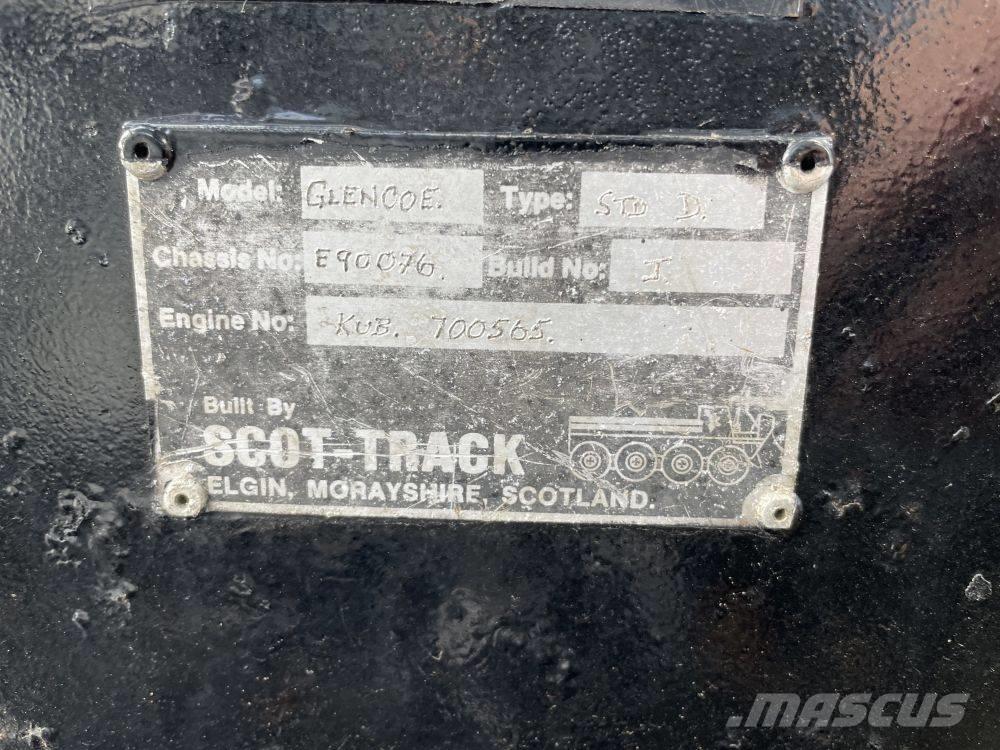 Model: GLENCOE. Type: STD D.
Chassis No: E90076. Build No: I.
Engine No: KUB. 700565.
Built By
SCOT-TRACK
ELGIN, MORAYSHIRE, SCOTLAND.
MASCUS